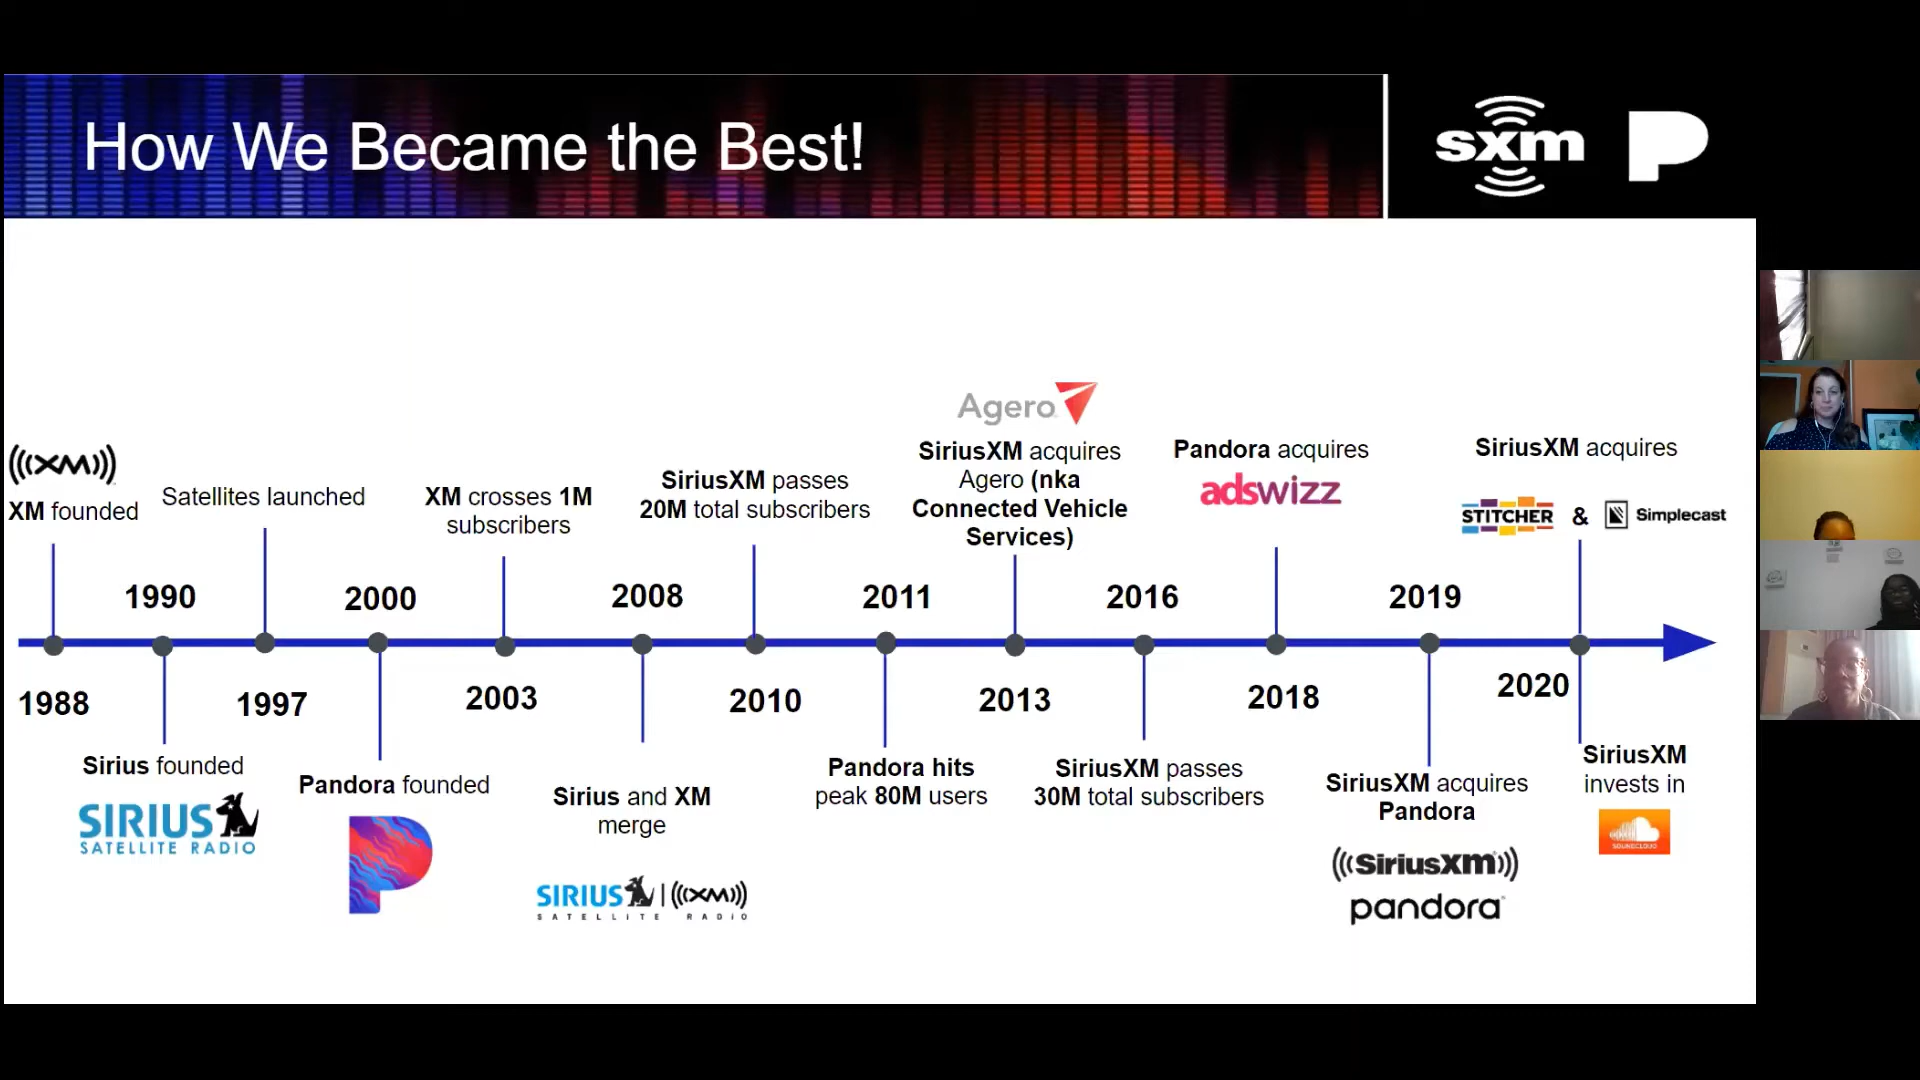 How We Became the Best!
sxm
XM
XM founded
1988
1990
Sirius founded
SIRIUS
SATELLITE RADIO
Satellites launched
1997
2000
Pandora founded
XM crosses 1M
subscribers
2003
2008
Sirius and XM
merge
SIRIUS | XM
SATELLITE RADIO
SiriusXM passes
20M total subscribers
2010
2011
Pandora hits
peak 80M users
Agero
SiriusXM acquires
Agero (nka
Connected Vehicle
Services)
2013
2016
SiriusXM passes
30M total subscribers
Pandora acquires
adswizz
2018
2019
SiriusXM acquires
Pandora
SiriusXM
pandora
SiriusXM acquires
STITCHER & Simplecast
2020
SiriusXM
invests in
SOUNDCLOUD